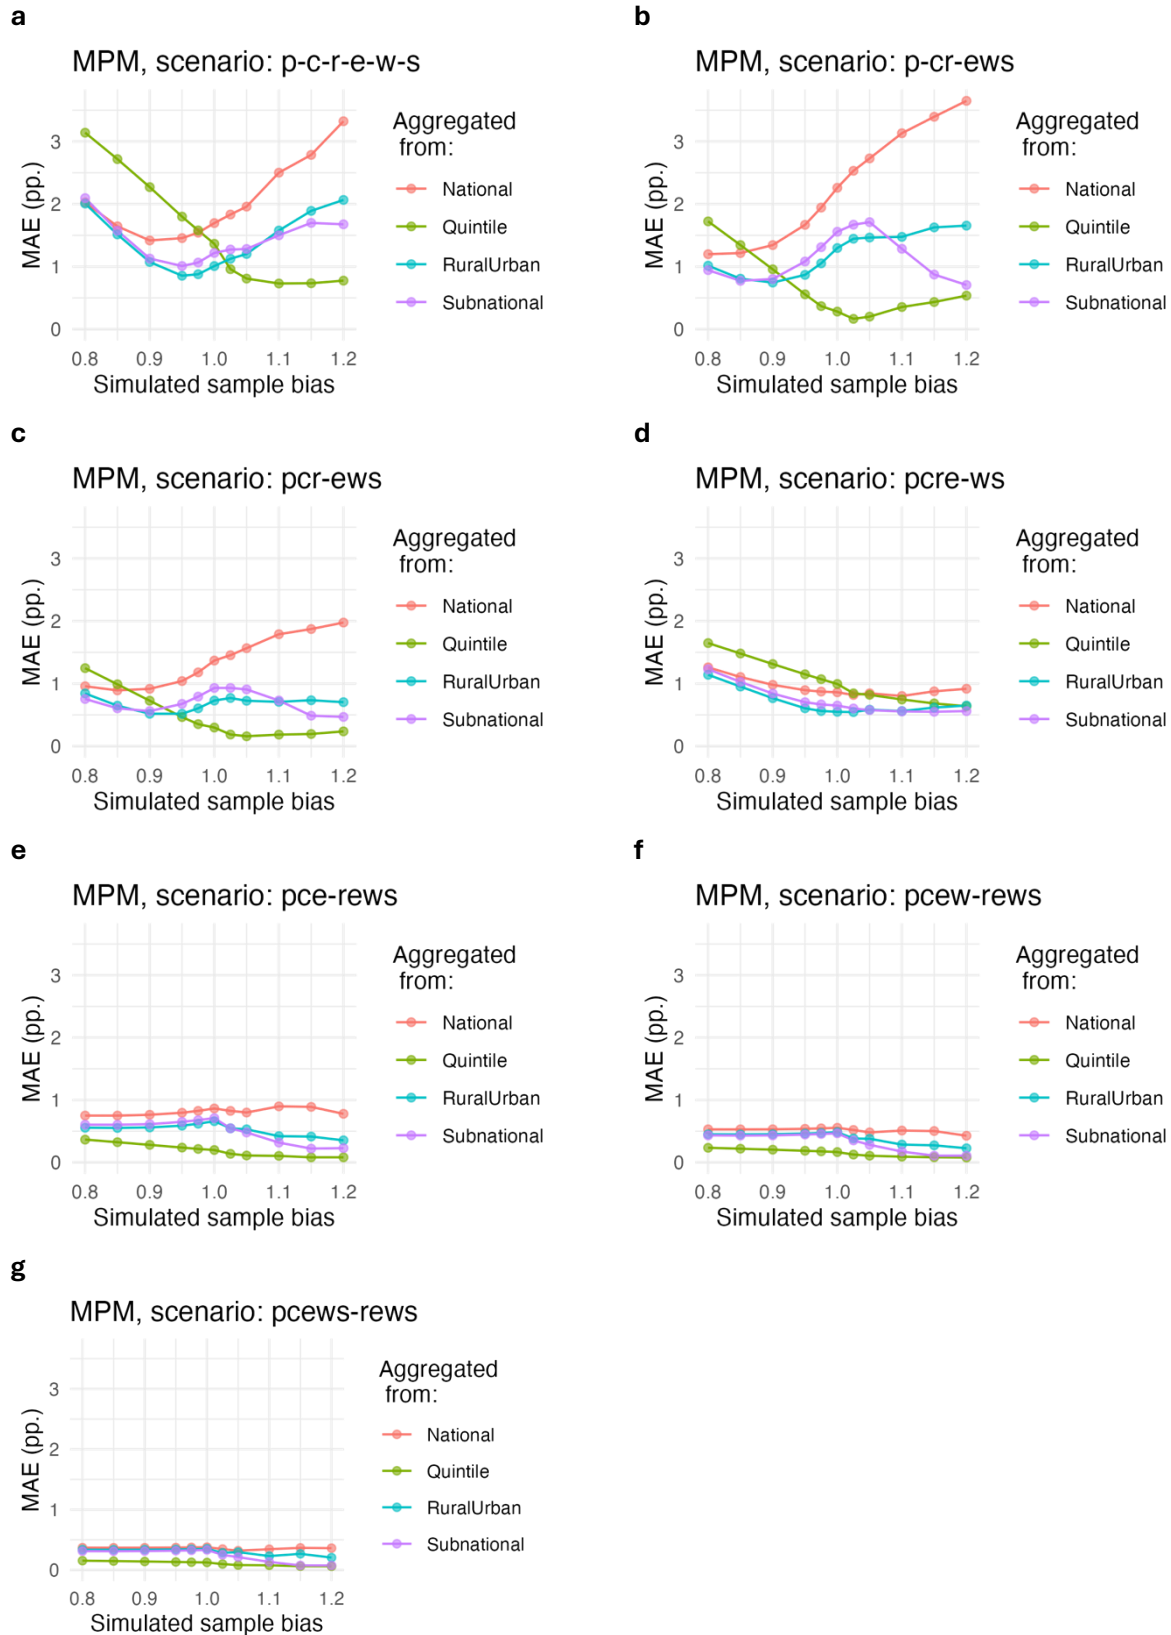 a
MPM, scenario: p-c-r-e-w-s
MAE (pp.)
3
2
1
0
0.8 0.9 1.0 1.1 1.2
Simulated sample bias
Aggregated
from:
National
Quintile
RuralUrban
Subnational
b
MPM, scenario: p-cr-ews
MAE (pp.)
3
2
1
0
0.8 0.9 1.0 1.1 1.2
Simulated sample bias
Aggregated
from:
National
Quintile
RuralUrban
Subnational
c
MPM, scenario: pcr-ews
MAE (pp.)
3
2
1
0
0.8 0.9 1.0 1.1 1.2
Simulated sample bias
Aggregated
from:
National
Quintile
RuralUrban
Subnational
d
MPM, scenario: pcre-ws
MAE (pp.)
3
2
1
0
0.8 0.9 1.0 1.1 1.2
Simulated sample bias
Aggregated
from:
National
Quintile
RuralUrban
Subnational
e
MPM, scenario: pce-rews
MAE (pp.)
3
2
1
0
0.8 0.9 1.0 1.1 1.2
Simulated sample bias
Aggregated
from:
National
Quintile
RuralUrban
Subnational
f
MPM, scenario: pcew-rews
MAE (pp.)
3
2
1
0
0.8 0.9 1.0 1.1 1.2
Simulated sample bias
Aggregated
from:
National
Quintile
RuralUrban
Subnational
g
MPM, scenario: pcews-rews
MAE (pp.)
3
2
1
0
0.8 0.9 1.0 1.1 1.2
Simulated sample bias
Aggregated
from:
National
Quintile
RuralUrban
Subnational